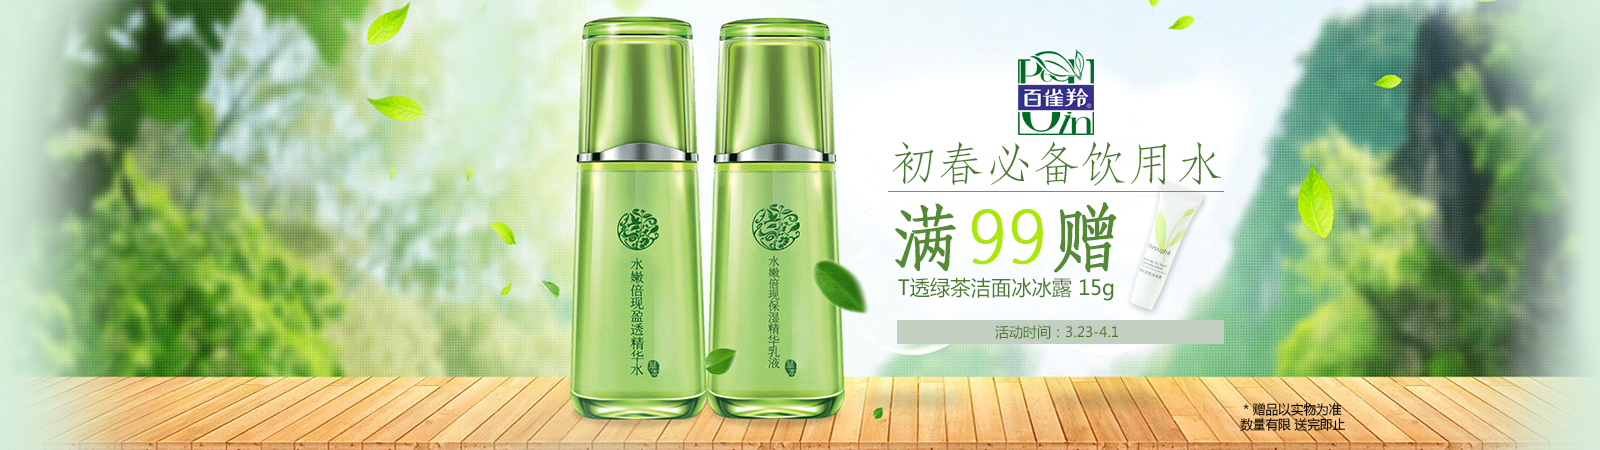 水嫩倍现盈透精华水
水嫩倍现保湿精华乳液
百雀羚
初春必备饮用水
满99赠
T透绿茶洁面冰冰露 15g
活动时间：3.23-4.1
* 赠品以实物为准
数量有限 送完即止